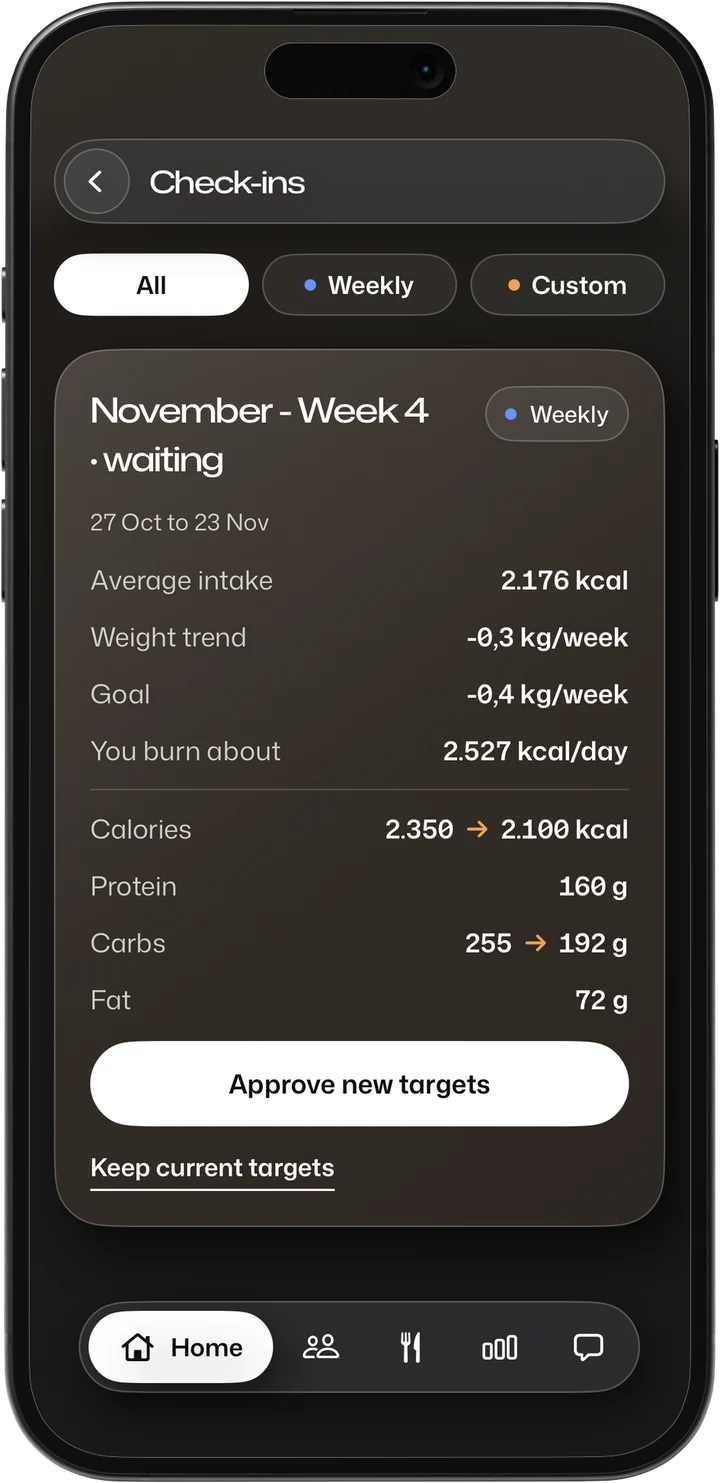 Check-ins
All
Weekly
Custom
November - Week 4
· waiting
Weekly
27 Oct to 23 Nov
Average intake 2.176 kcal
Weight trend -0,3 kg/week
Goal -0,4 kg/week
You burn about 2.527 kcal/day
Calories 2.350 → 2.100 kcal
Protein 160 g
Carbs 255 → 192 g
Fat 72 g
Approve new targets
Keep current targets
Home